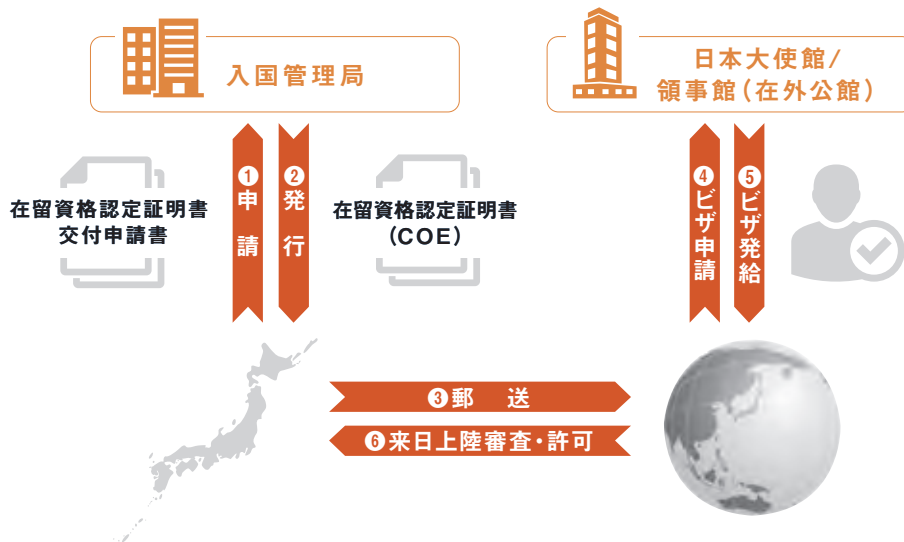 入国管理局
日本大使館/
領事館(在外公館)
在留資格認定証明書
交付申請書
❶申請
❷発行
在留資格認定証明書
(COE)
❹ビザ申請
❺ビザ発給
❸郵送
❻来日上陸審査・許可